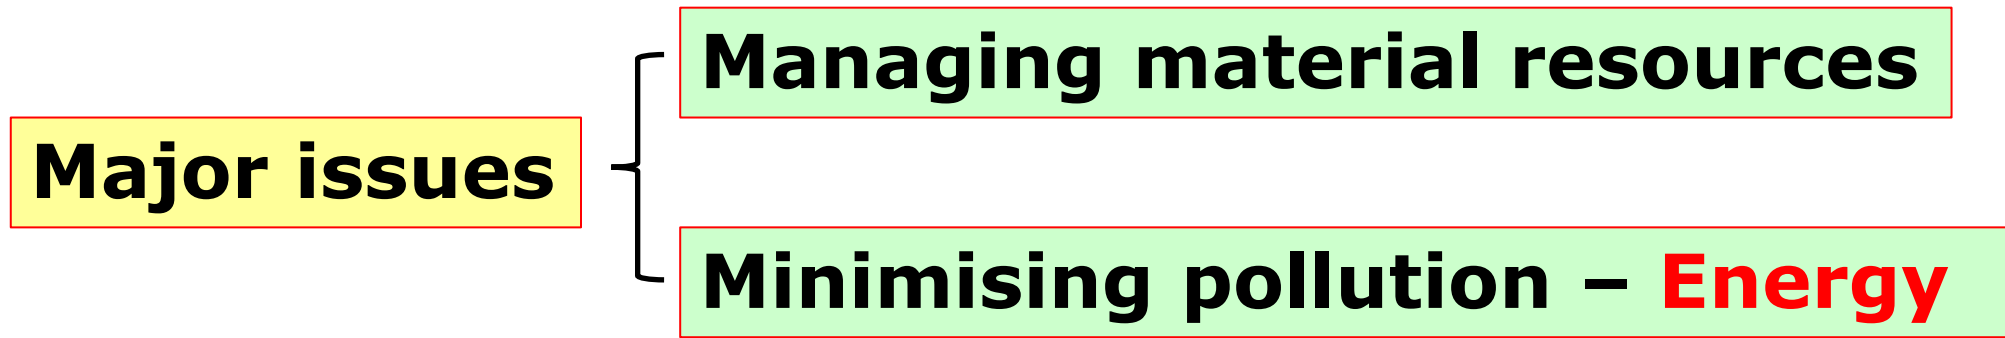 Managing material resources
Major issues
Minimising pollution – Energy